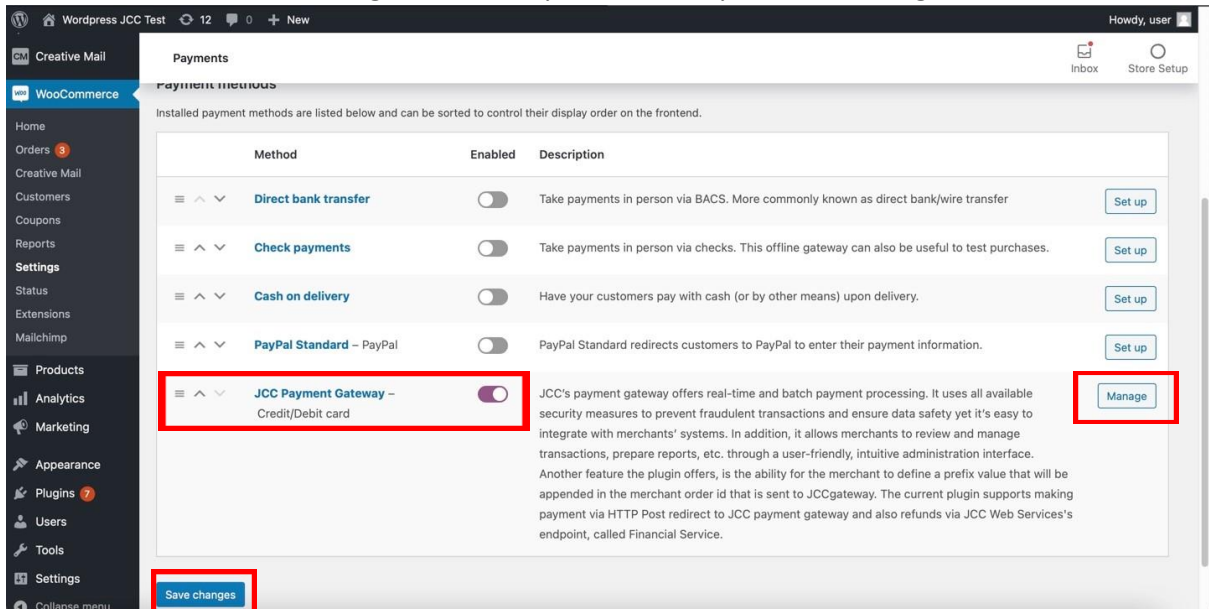 Wordpress JCC Test 12 0 + New Howdy, user
Creative Mail
Payments
Inbox
Store Setup
WooCommerce
Home
Orders 3
Creative Mail
Customers
Coupons
Reports
Settings
Status
Extensions
Mailchimp
Products
Analytics
Marketing
Appearance
Plugins 7
Users
Tools
Settings
Collapse menu
Payment methods
Installed payment methods are listed below and can be sorted to control their display order on the frontend.
Method Enabled Description
Direct bank transfer Take payments in person via BACS. More commonly known as direct bank/wire transfer Set up
Check payments Take payments in person via checks. This offline gateway can also be useful to test purchases. Set up
Cash on delivery Have your customers pay with cash (or by other means) upon delivery. Set up
PayPal Standard – PayPal PayPal Standard redirects customers to PayPal to enter their payment information. Set up
JCC Payment Gateway –
Credit/Debit card
JCC's payment gateway offers real-time and batch payment processing. It uses all available
security measures to prevent fraudulent transactions and ensure data safety yet it's easy to
integrate with merchants' systems. In addition, it allows merchants to review and manage
transactions, prepare reports, etc. through a user-friendly, intuitive administration interface.
Another feature the plugin offers, is the ability for the merchant to define a prefix value that will be
appended in the merchant order id that is sent to JCCgateway. The current plugin supports making
payment via HTTP Post redirect to JCC payment gateway and also refunds via JCC Web Services's
endpoint, called Financial Service.
Manage
Save changes